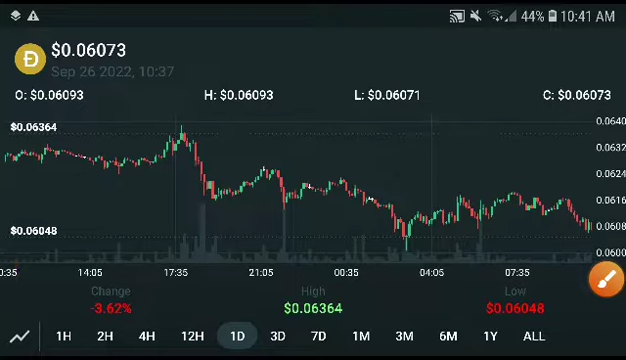 44% 10:41 AM
Ð
$0.06073
Sep 26 2022, 10:37
O: $0.06093 H: $0.06093 L: $0.06071 C: $0.06073
$0.06364
$0.06048
0.0640
0.0632
0.0624
0.0616
0.0608
0.0600
0:35 14:05 17:35 21:05 00:35 04:05 07:35
Change High Low
-3.62% $0.06364 $0.06048
1H 2H 4H 12H 1D 3D 7D 1M 3M 6M 1Y ALL